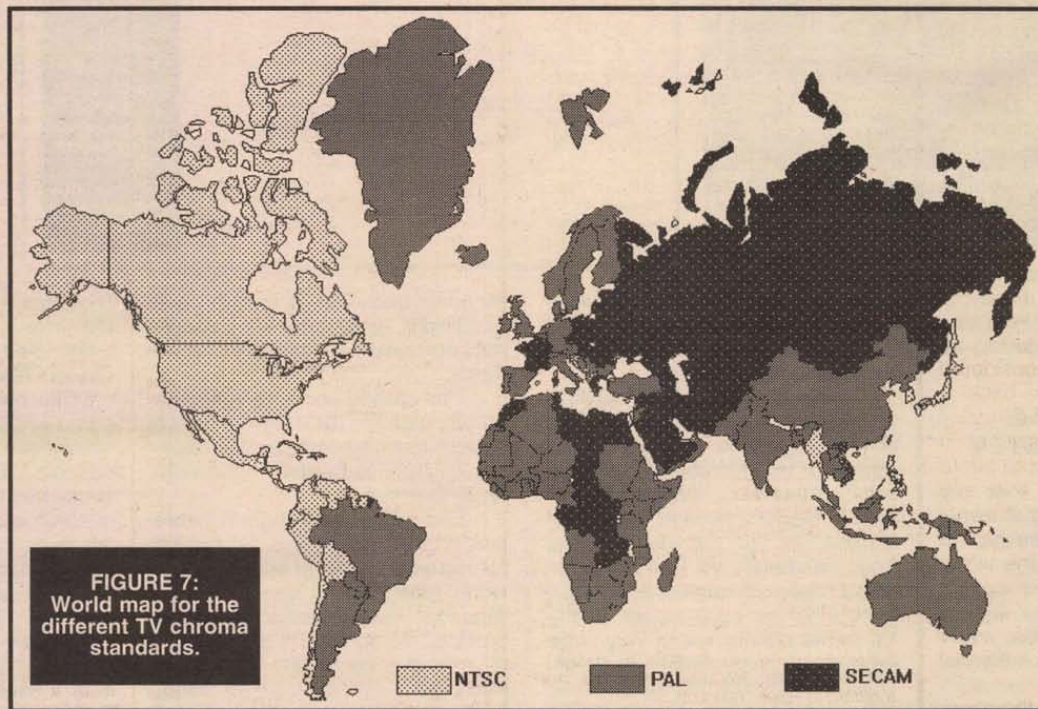 FIGURE 7:
World map for the
different TV chroma
standards.
NTSC
PAL
SECAM